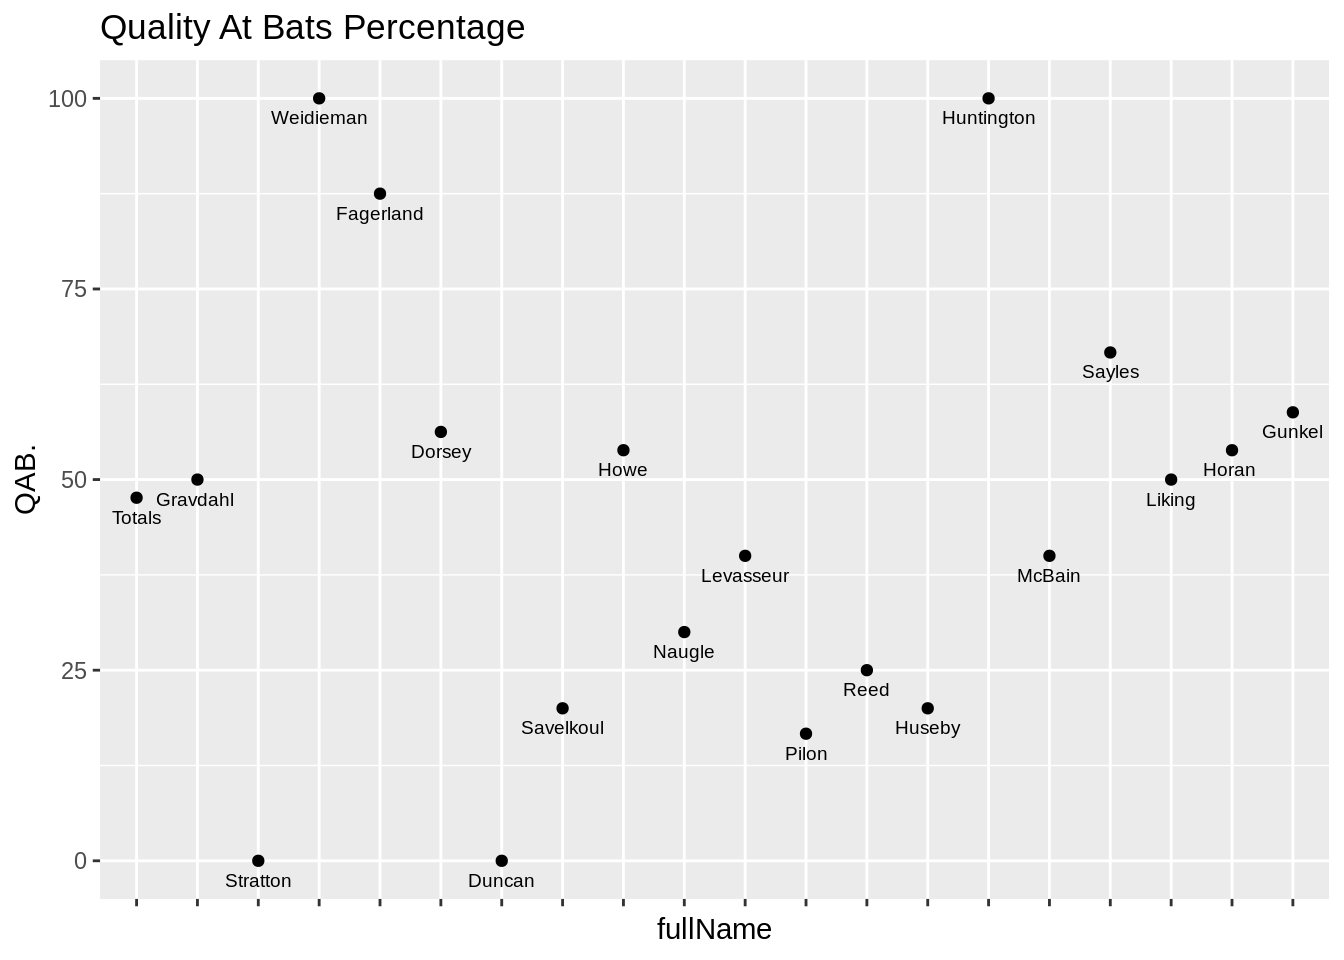 Quality At Bats Percentage
100
Weidieman
Huntington
Fagerland
75
Sayles
Gunkel
Dorsey
Howe
Horan
50
Gravdahl
Liking
Totals
QAB.
Levasseur
McBain
Naugle
25
Reed
Savelkoul
Huseby
Pilon
0
Stratton
Duncan
fullName